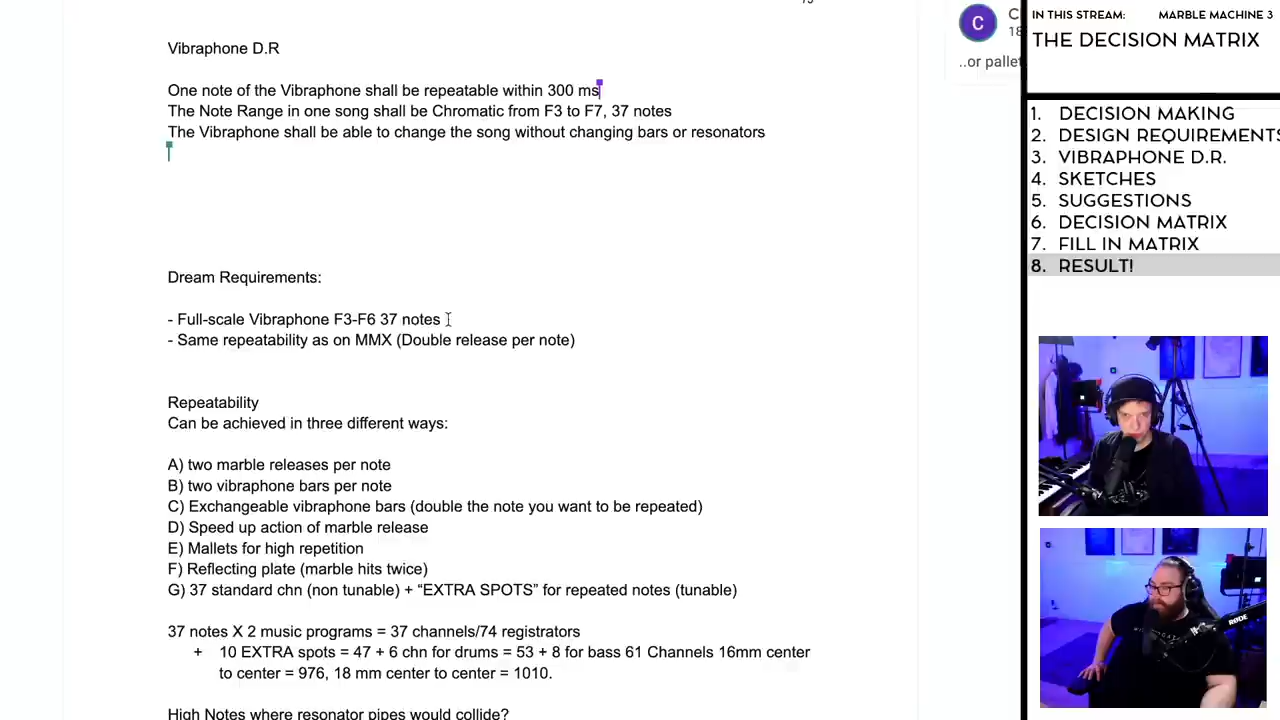 Vibraphone D.R
One note of the Vibraphone shall be repeatable within 300 ms
The Note Range in one song shall be Chromatic from F3 to F7, 37 notes
The Vibraphone shall be able to change the song without changing bars or resonators
Dream Requirements:
- Full-scale Vibraphone F3-F6 37 notes
- Same repeatability as on MMX (Double release per note)
Repeatability
Can be achieved in three different ways:
A) two marble releases per note
B) two vibraphone bars per note
C) Exchangeable vibraphone bars (double the note you want to be repeated)
D) Speed up action of marble release
E) Mallets for high repetition
F) Reflecting plate (marble hits twice)
G) 37 standard chn (non tunable) + “EXTRA SPOTS” for repeated notes (tunable)
37 notes X 2 music programs = 37 channels/74 registrators
+ 10 EXTRA spots = 47 + 6 chn for drums = 53 + 8 for bass 61 Channels 16mm center
to center = 976, 18 mm center to center = 1010.
High Notes where resonator pipes would collide?
C
C
18
..or pallet
IN THIS STREAM: MARBLE MACHINE 3
THE DECISION MATRIX
1. DECISION MAKING
2. DESIGN REQUIREMENTS
3. VIBRAPHONE D.R.
4. SKETCHES
5. SUGGESTIONS
6. DECISION MATRIX
7. FILL IN MATRIX
8. RESULT!
RODE